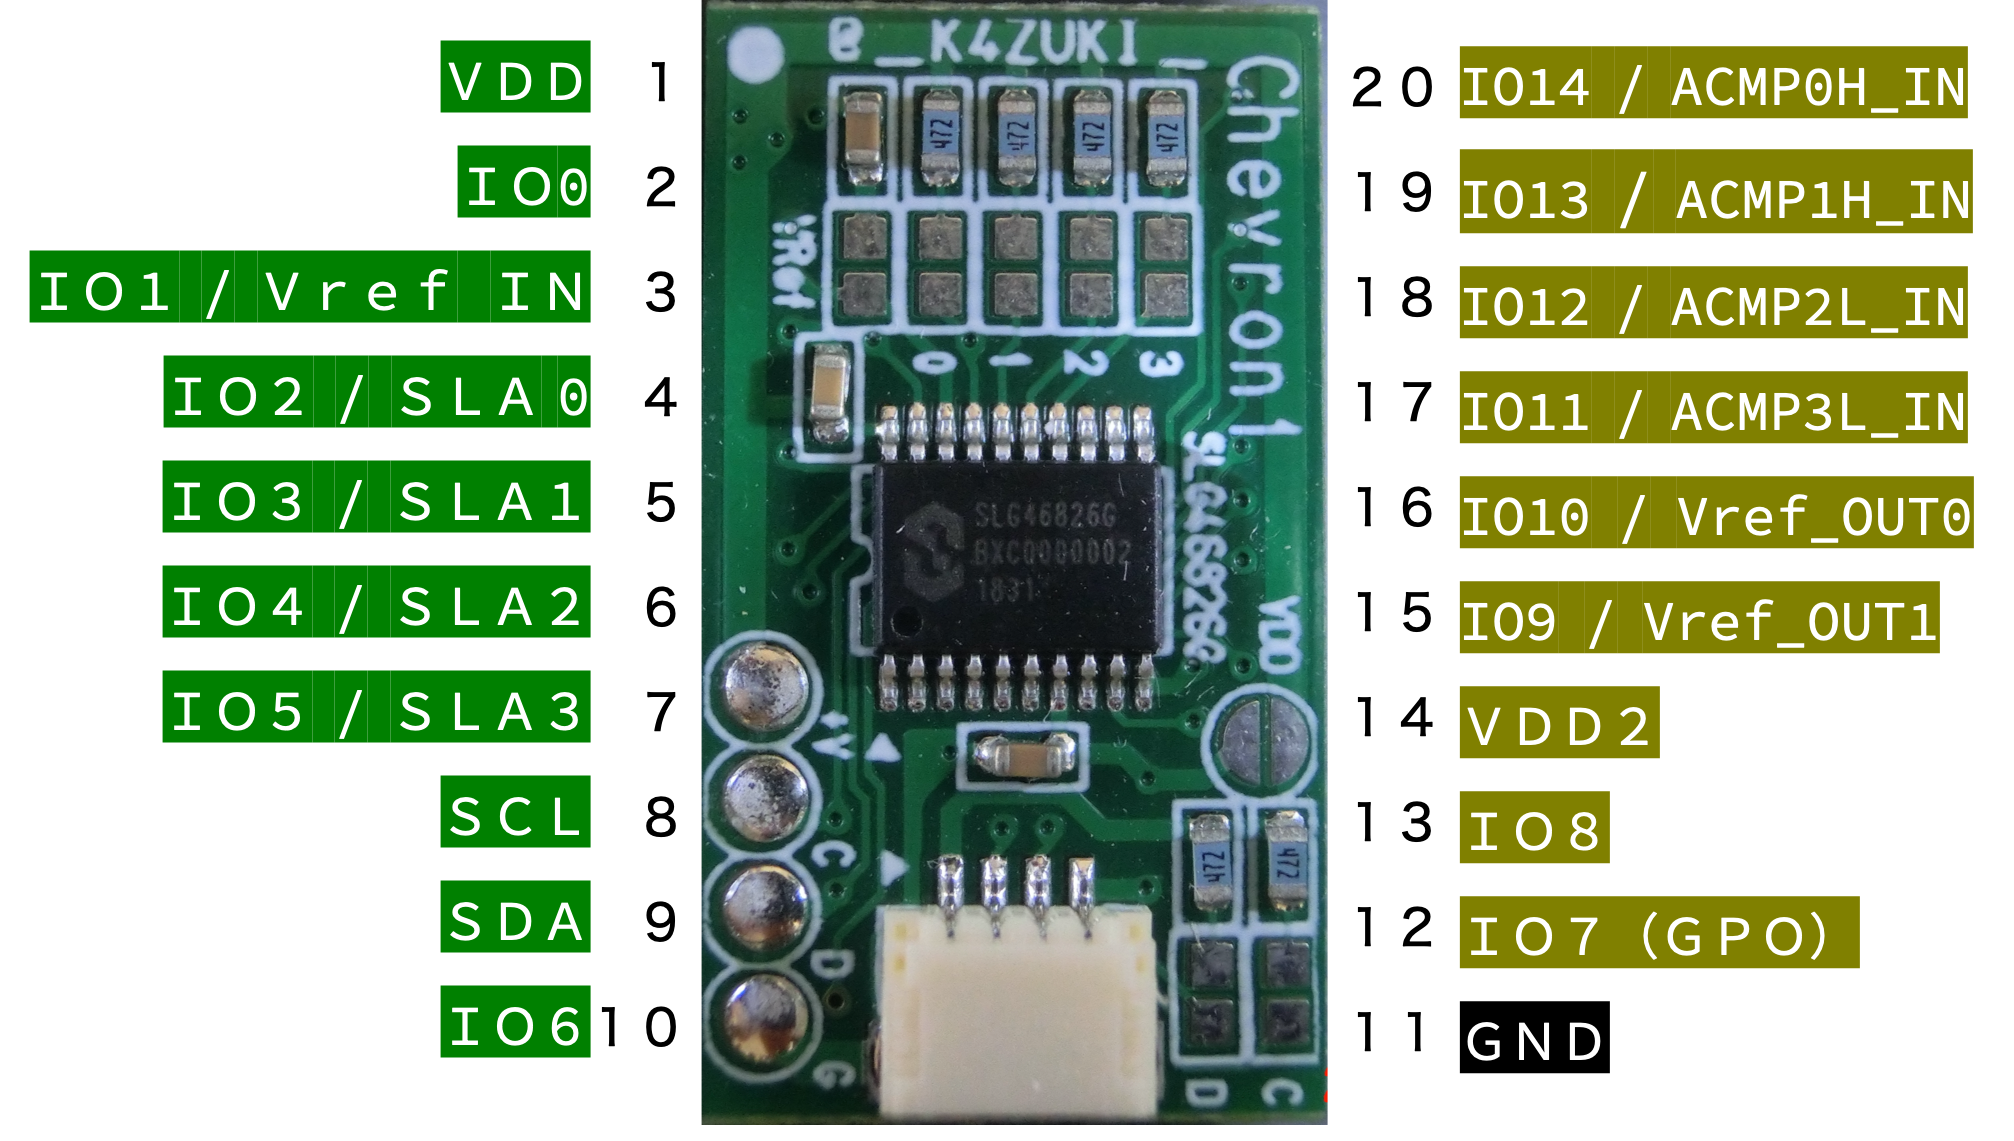 VDD 1
IO0 2
IO1 / Vref IN 3
IO2 / SLA0 4
IO3 / SLA1 5
IO4 / SLA2 6
IO5 / SLA3 7
SCL 8
SDA 9
IO6 10
@_K4ZUKI_
Chevron1
VRef
0 1 2 3
SLG46826G
SLG46826G
BXC0000002
1831
VDD
+V
C
D
G
472
472
472
472
472
472
D C
20 IO14 / ACMP0H_IN
19 IO13 / ACMP1H_IN
18 IO12 / ACMP2L_IN
17 IO11 / ACMP3L_IN
16 IO10 / Vref_OUT0
15 IO9 / Vref_OUT1
14 VDD2
13 IO8
12 IO7 (GPO)
11 GND